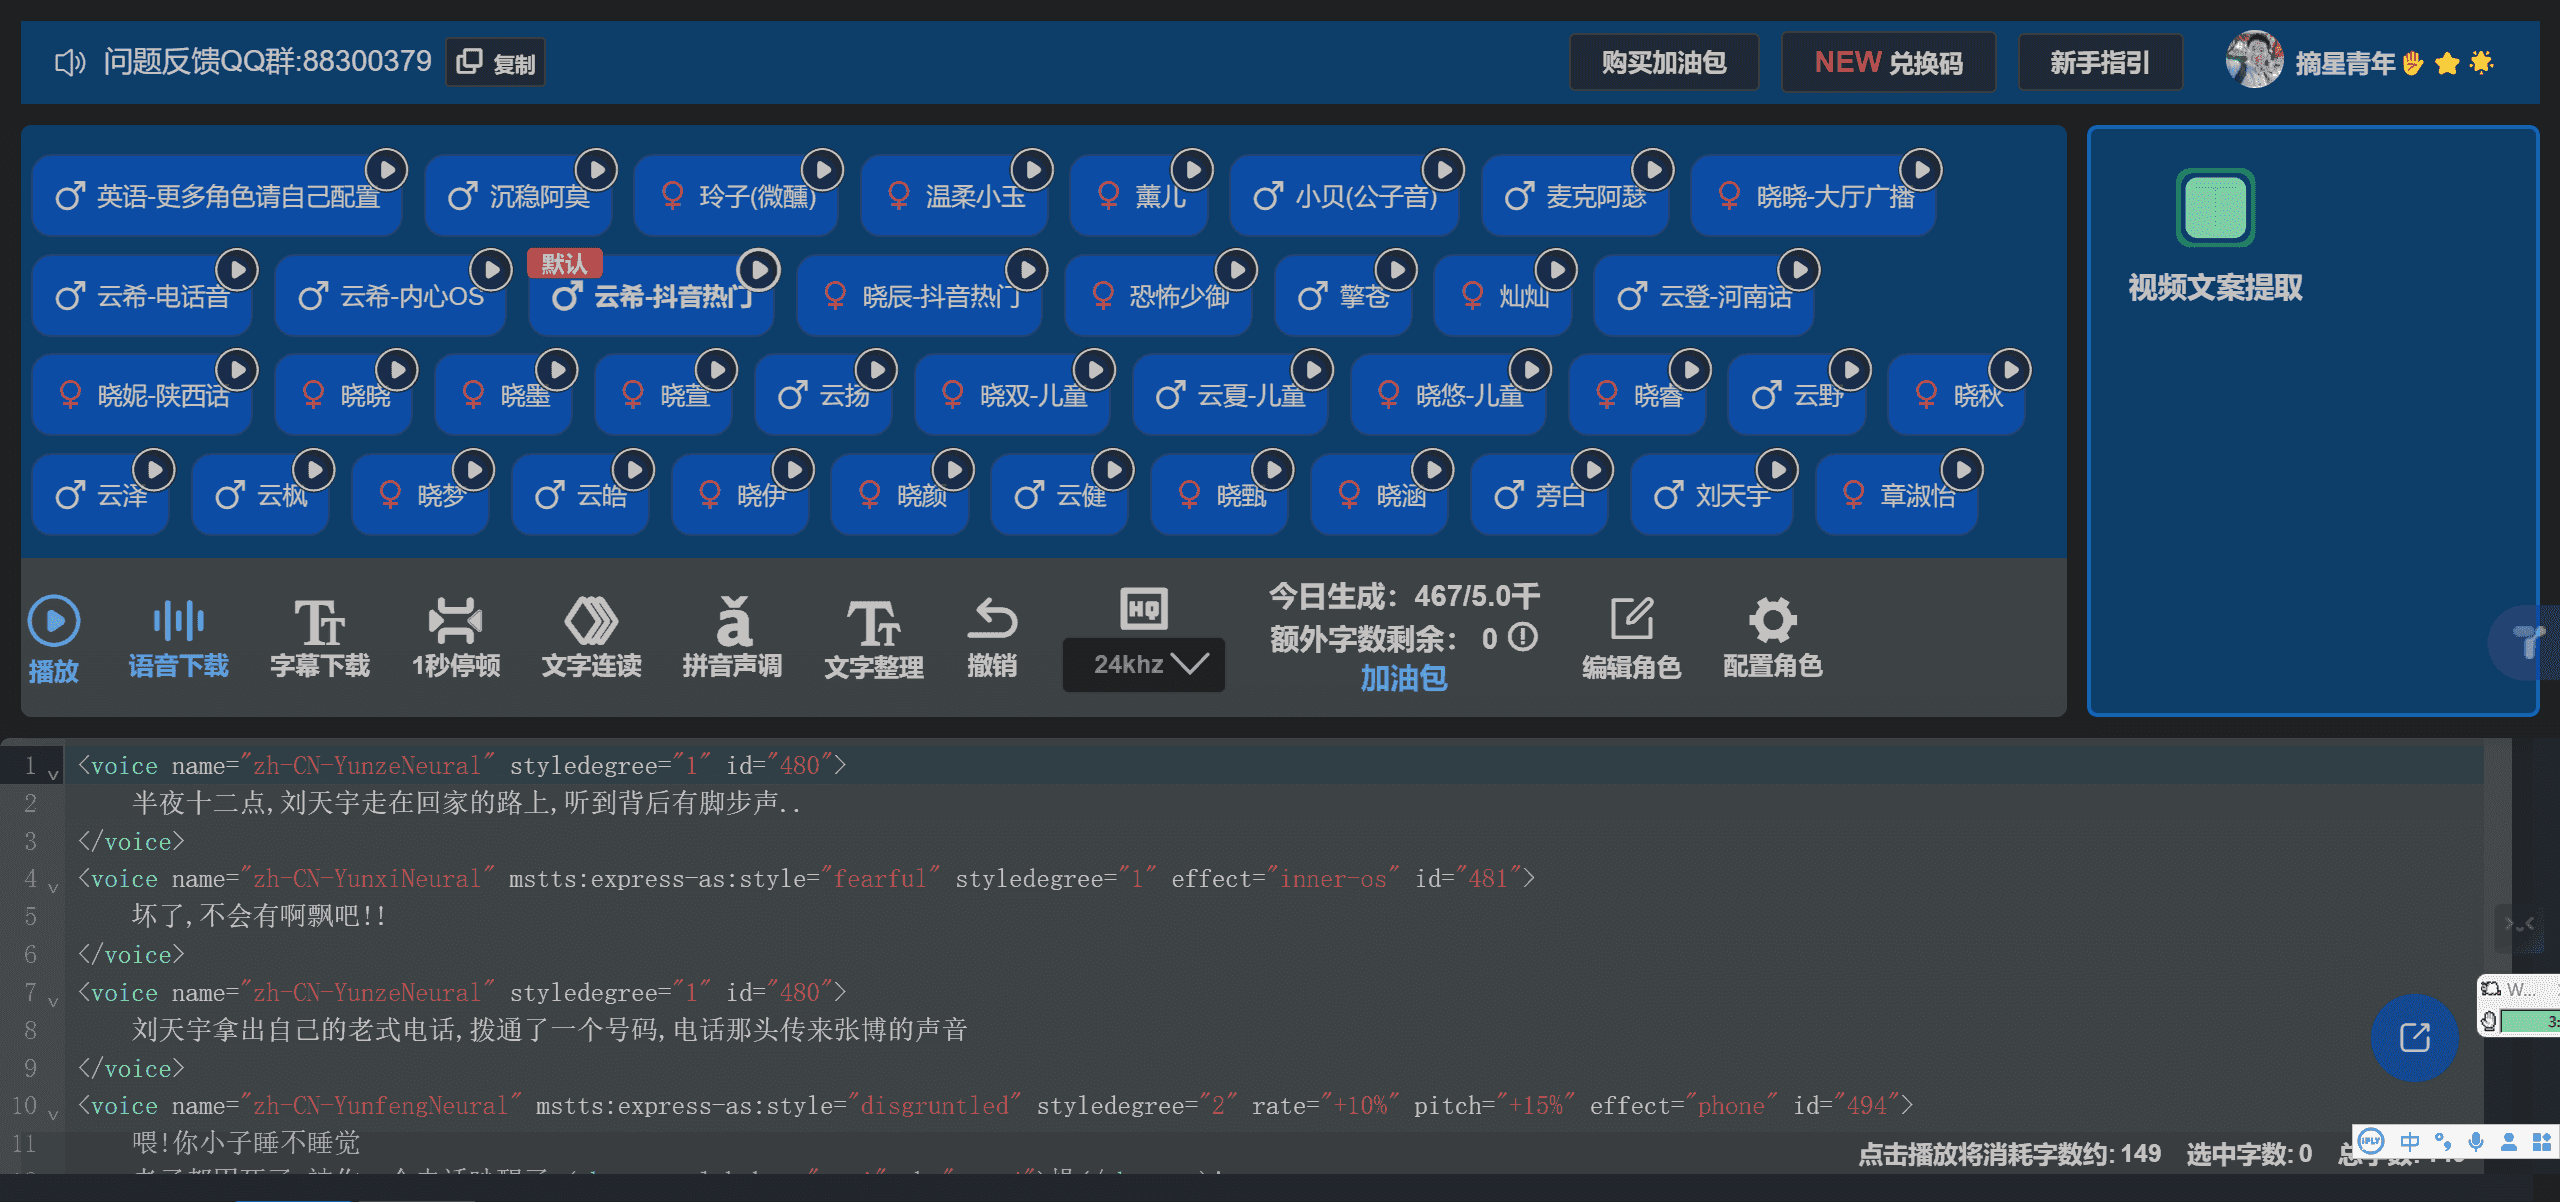 问题反馈QQ群:88300379
复制
购买加油包
NEW 兑换码
新手指引
摘星青年
英语-更多角色请自己配置
沉稳阿莫
玲子(微醺)
温柔小玉
薰儿
小贝(公子音)
麦克阿瑟
晓晓-大厅广播
云希-电话音
云希-内心OS
默认
云希-抖音热门
晓辰-抖音热门
恐怖少御
擎苍
灿灿
云登-河南话
晓妮-陕西话
晓晓
晓墨
晓萱
云扬
晓双-儿童
云夏-儿童
晓悠-儿童
晓睿
云野
晓秋
云泽
云枫
晓梦
云皓
晓伊
晓颜
云健
晓甄
晓涵
旁白
刘天宇
章淑怡
视频文案提取
播放
语音下载
字幕下载
1秒停顿
文字连读
拼音声调
文字整理
撤销
HQ
24khz
今日生成：467/5.0千
额外字数剩余： 0
加油包
编辑角色
配置角色
1 <voice name="zh-CN-YunzeNeural" styledegree="1" id="480">
2 半夜十二点,刘天宇走在回家的路上,听到背后有脚步声..
3 </voice>
4 <voice name="zh-CN-YunxiNeural" mstts:express-as:style="fearful" styledegree="1" effect="inner-os" id="481">
5 坏了,不会有啊飘吧!!
6 </voice>
7 <voice name="zh-CN-YunzeNeural" styledegree="1" id="480">
8 刘天宇拿出自己的老式电话,拨通了一个号码,电话那头传来张博的声音
9 </voice>
10 <voice name="zh-CN-YunfengNeural" mstts:express-as:style="disgruntled" styledegree="2" rate="+10%" pitch="+15%" effect="phone" id="494">
11 喂!你小子睡不睡觉
点击播放将消耗字数约: 149 选中字数: 0
W...
iFLY 中